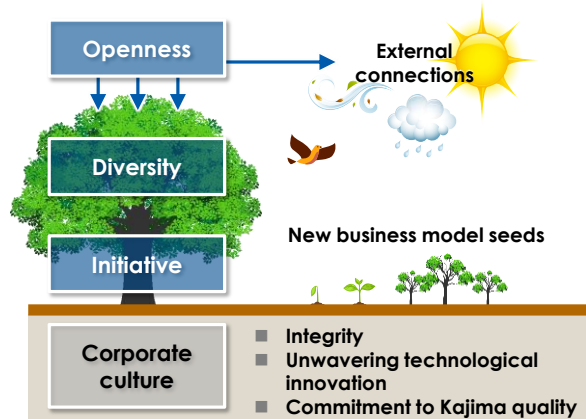 Openness
External
connections
Diversity
New business model seeds
Initiative
Corporate
culture
■ Integrity
■ Unwavering technological
innovation
■ Commitment to Kajima quality